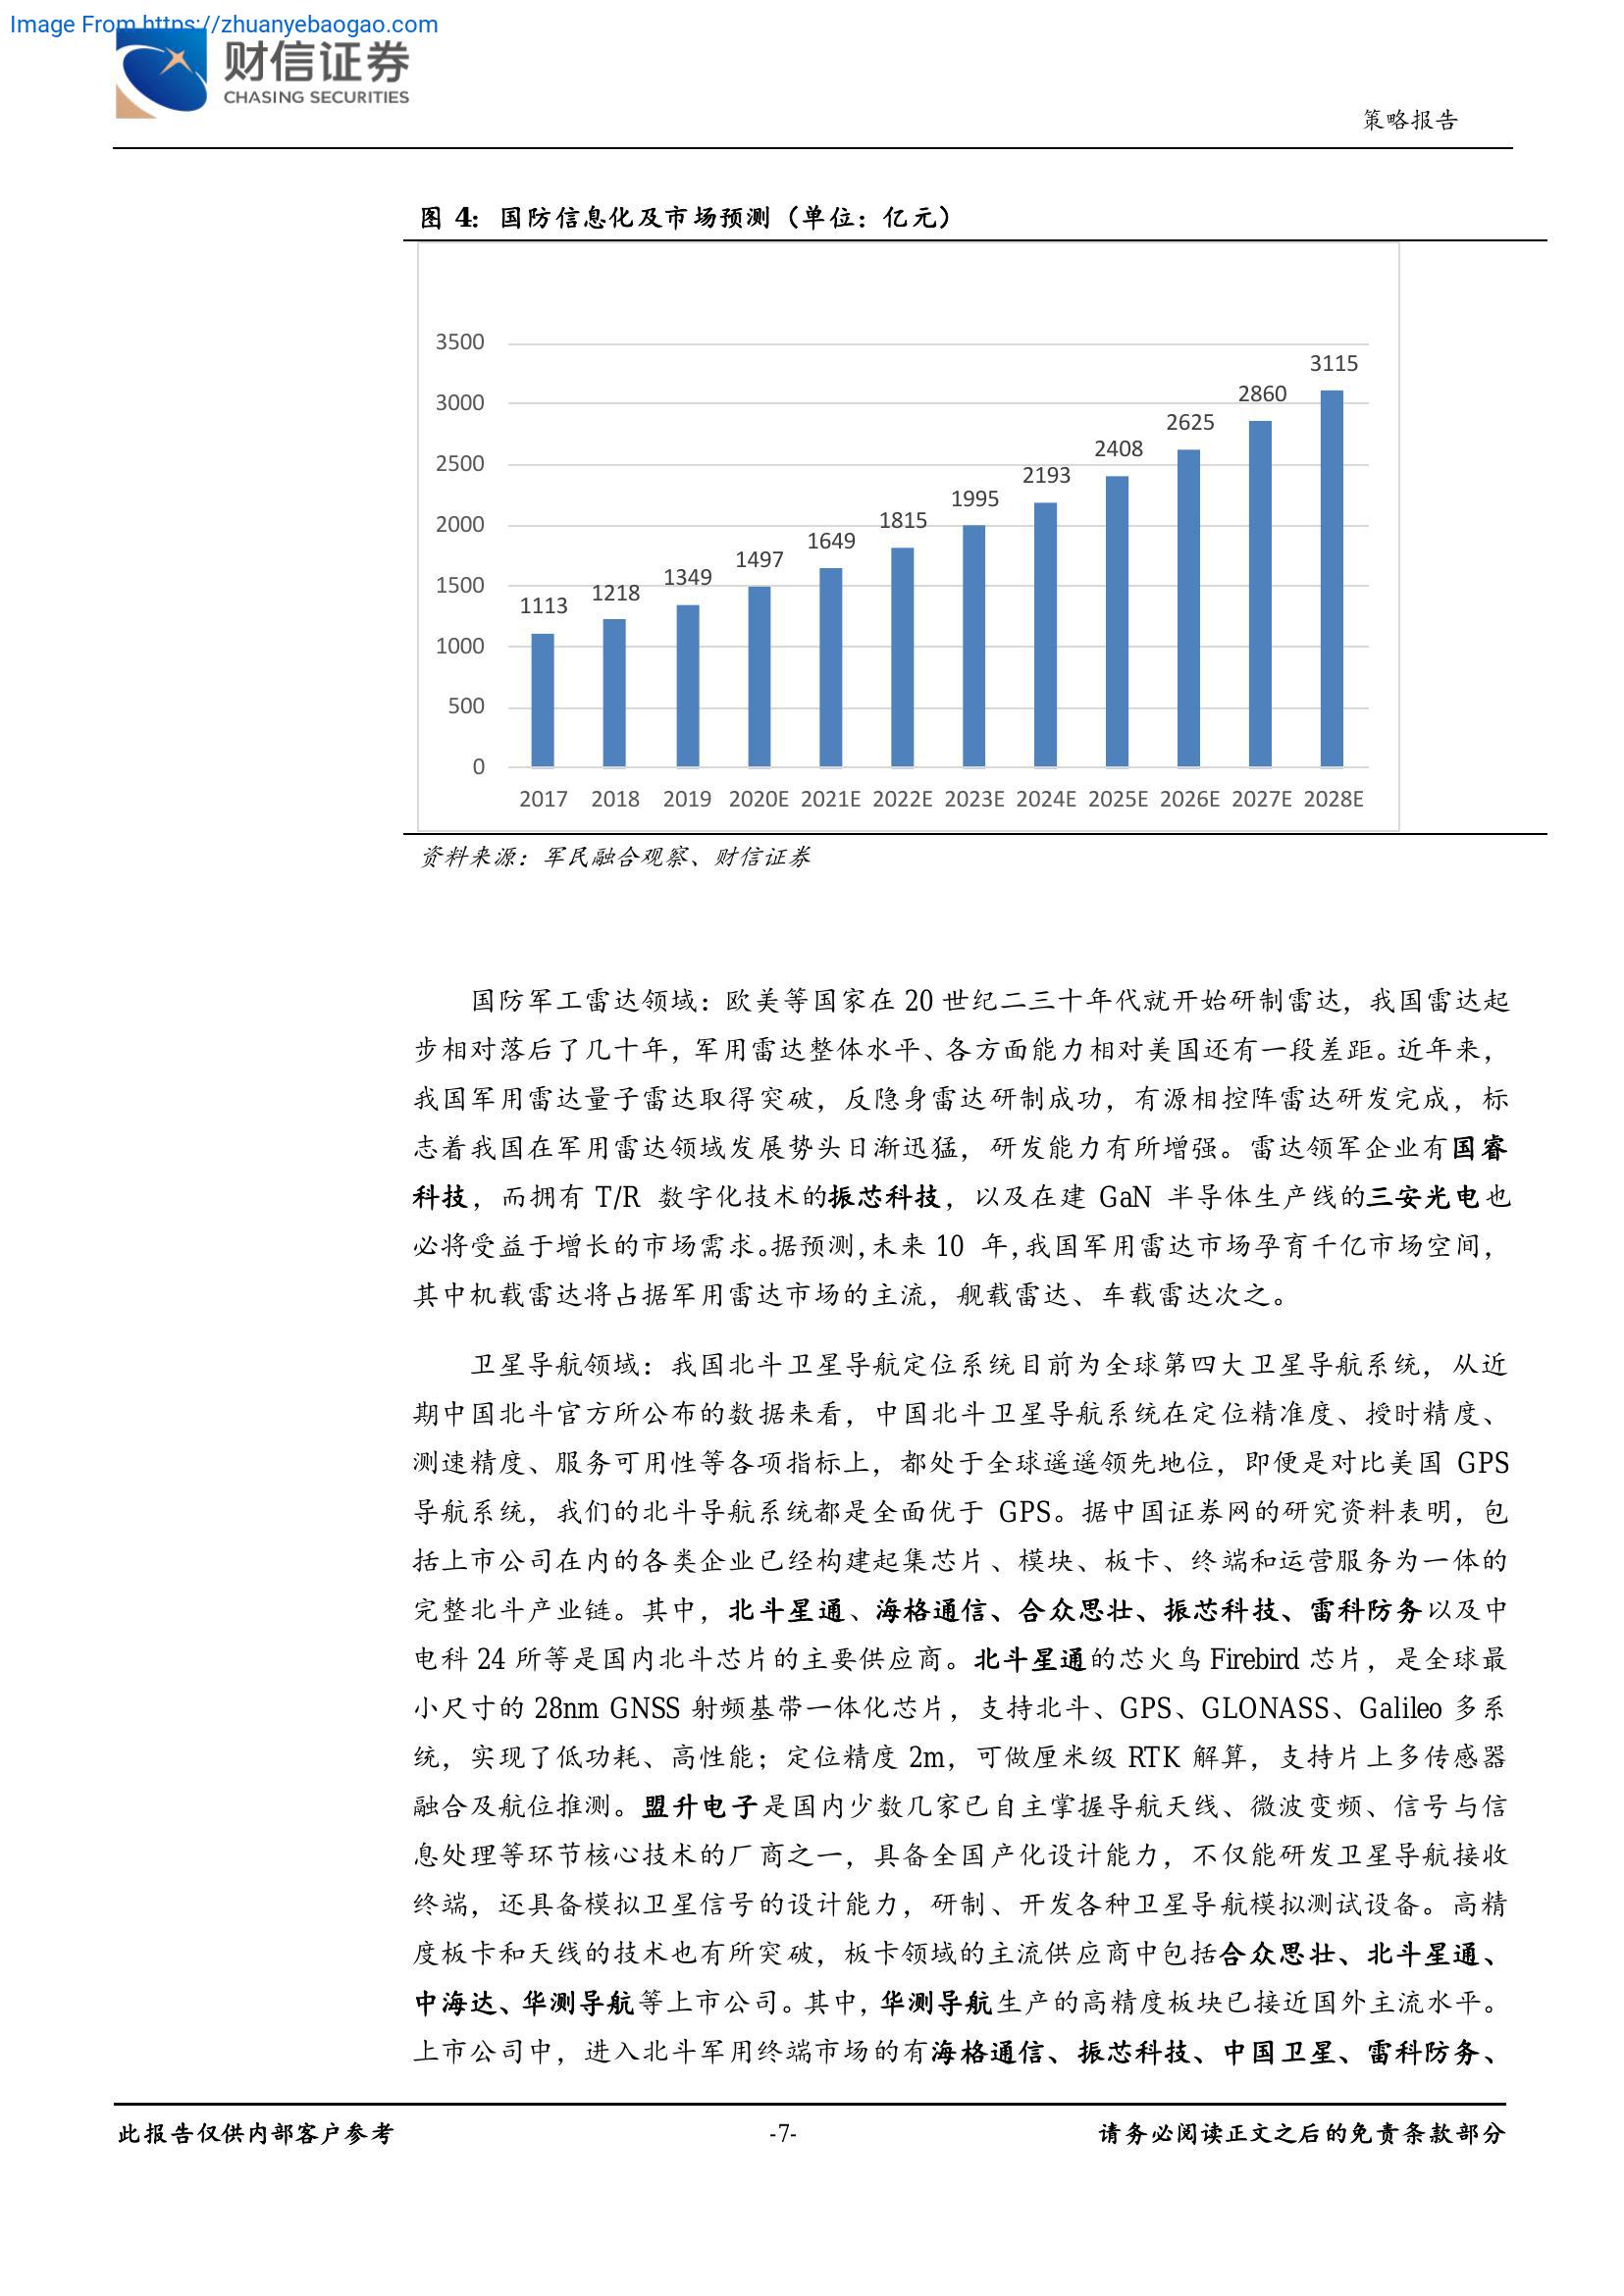 Image From https://zhuanyebaogao.com
财信证券
CHASING SECURITIES
策略报告
图 4：国防信息化及市场预测（单位：亿元）
3500
3000
2500
2000
1500
1000
500
0
1113
1218
1349
1497
1649
1815
1995
2193
2408
2625
2860
3115
2017 2018 2019 2020E 2021E 2022E 2023E 2024E 2025E 2026E 2027E 2028E
资料来源：军民融合观察、财信证券
国防军工雷达领域：欧美等国家在 20 世纪二三十年代就开始研制雷达，我国雷达起
步相对落后了几十年，军用雷达整体水平、各方面能力相对美国还有一段差距。近年来，
我国军用雷达量子雷达取得突破，反隐身雷达研制成功，有源相控阵雷达研发完成，标
志着我国在军用雷达领域发展势头日渐迅猛，研发能力有所增强。雷达领军企业有国睿
科技，而拥有 T/R 数字化技术的振芯科技，以及在建 GaN 半导体生产线的三安光电也
必将受益于增长的市场需求。据预测，未来 10 年，我国军用雷达市场孕育千亿市场空间，
其中机载雷达将占据军用雷达市场的主流，舰载雷达、车载雷达次之。
卫星导航领域：我国北斗卫星导航定位系统目前为全球第四大卫星导航系统，从近
期中国北斗官方所公布的数据来看，中国北斗卫星导航系统在定位精准度、授时精度、
测速精度、服务可用性等各项指标上，都处于全球遥遥领先地位，即便是对比美国 GPS
导航系统，我们的北斗导航系统都是全面优于 GPS。据中国证券网的研究资料表明，包
括上市公司在内的各类企业已经构建起集芯片、模块、板卡、终端和运营服务为一体的
完整北斗产业链。其中，北斗星通、海格通信、合众思壮、振芯科技、雷科防务以及中
电科 24 所等是国内北斗芯片的主要供应商。北斗星通的芯火鸟 Firebird 芯片，是全球最
小尺寸的 28nm GNSS 射频基带一体化芯片，支持北斗、GPS、GLONASS、Galileo 多系
统，实现了低功耗、高性能；定位精度 2m，可做厘米级 RTK 解算，支持片上多传感器
融合及航位推测。盟升电子是国内少数几家已自主掌握导航天线、微波变频、信号与信
息处理等环节核心技术的厂商之一，具备全国产化设计能力，不仅能研发卫星导航接收
终端，还具备模拟卫星信号的设计能力，研制、开发各种卫星导航模拟测试设备。高精
度板卡和天线的技术也有所突破，板卡领域的主流供应商中包括合众思壮、北斗星通、
中海达、华测导航等上市公司。其中，华测导航生产的高精度板块已接近国外主流水平。
上市公司中，进入北斗军用终端市场的有海格通信、振芯科技、中国卫星、雷科防务、
此报告仅供内部客户参考
-7-
请务必阅读正文之后的免责条款部分